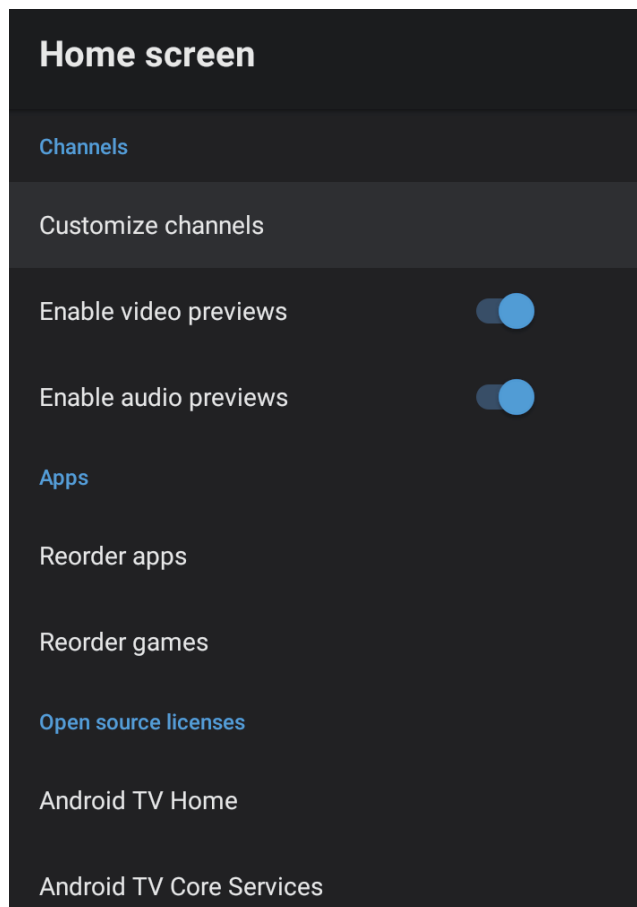 Home screen
Channels
Customize channels
Enable video previews
Enable audio previews
Apps
Reorder apps
Reorder games
Open source licenses
Android TV Home
Android TV Core Services